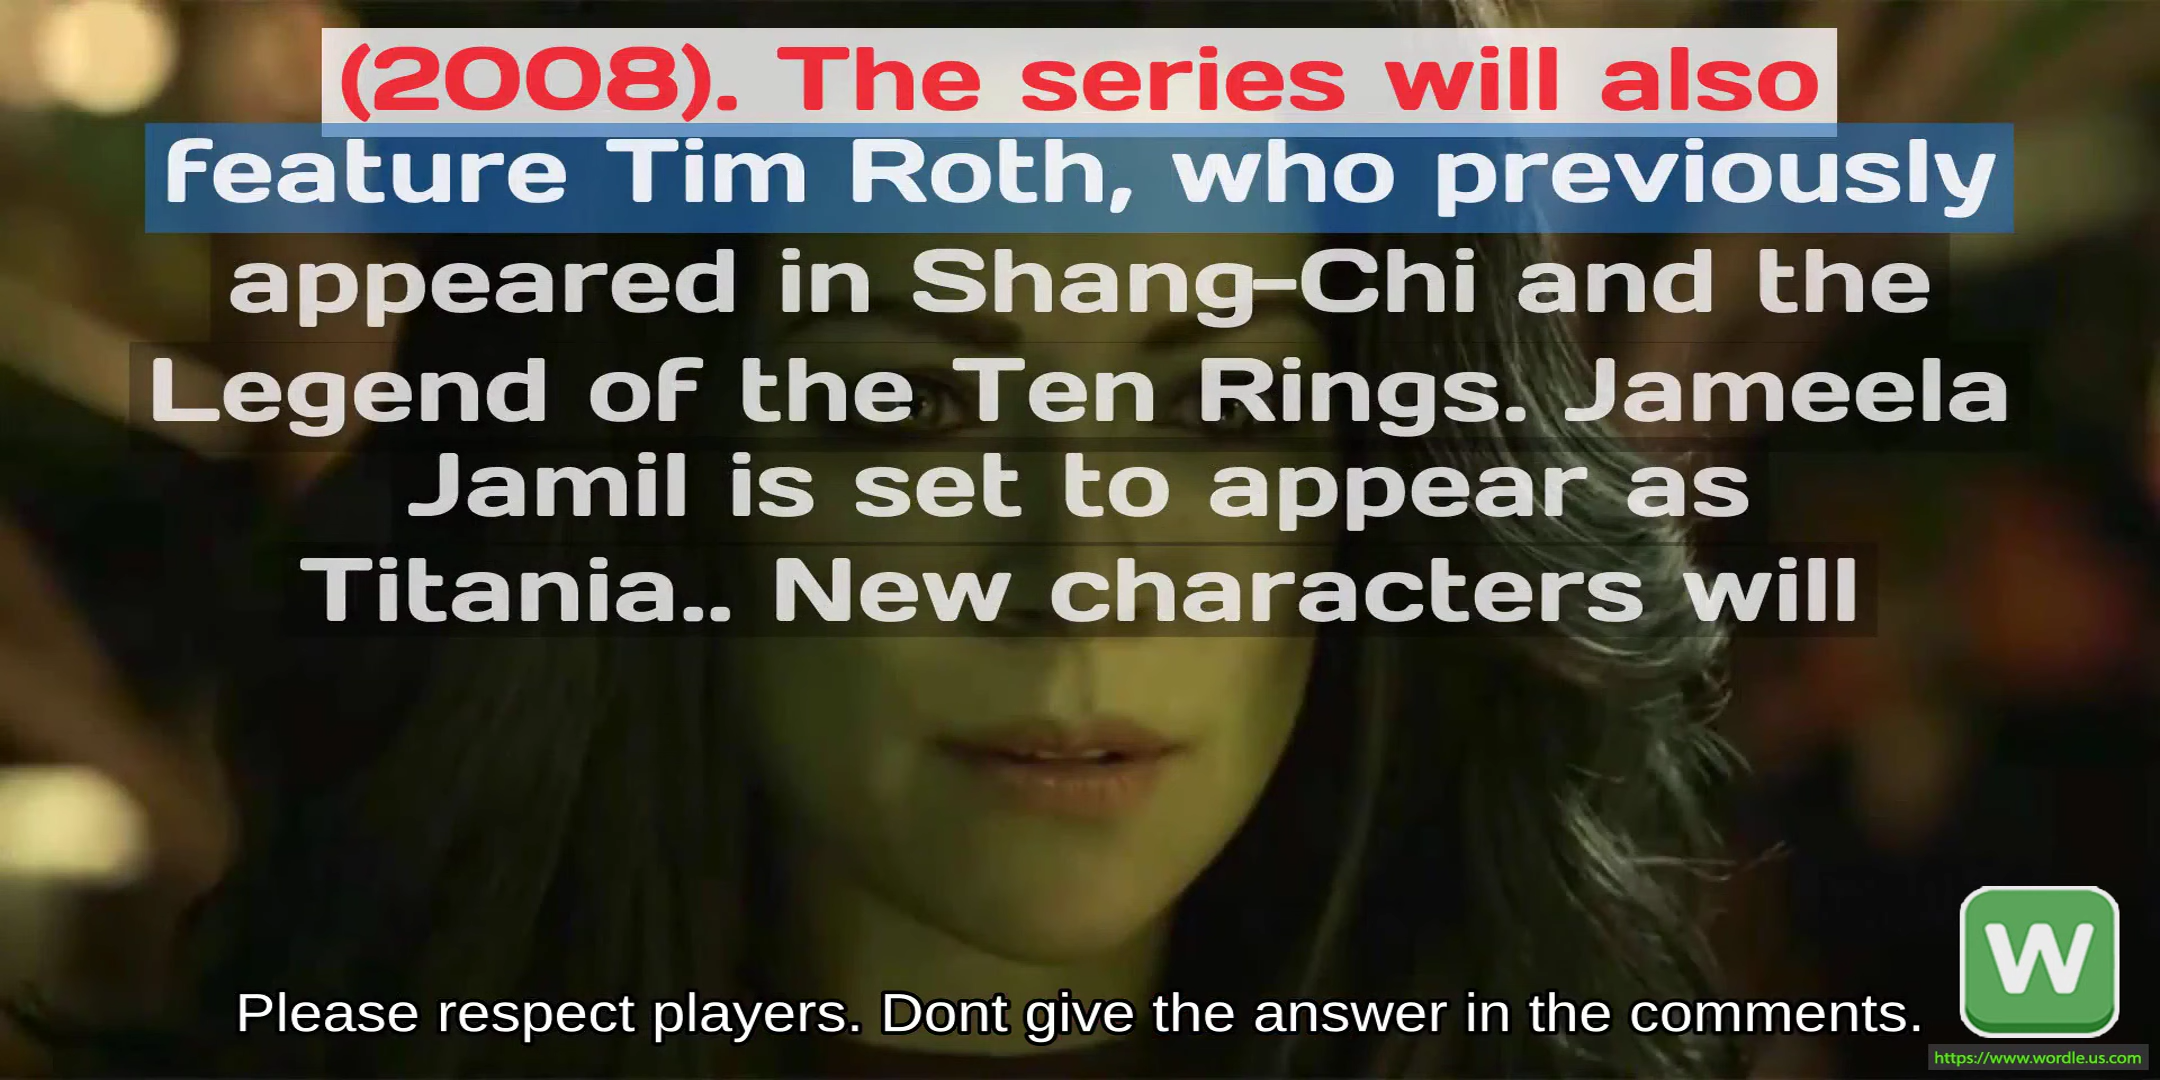 (2008). The series will also
feature Tim Roth, who previously
appeared in Shang-Chi and the
Legend of the Ten Rings. Jameela
Jamil is set to appear as
Titania.. New characters will
Please respect players. Dont give the answer in the comments.
W
https://www.wordle.us.com